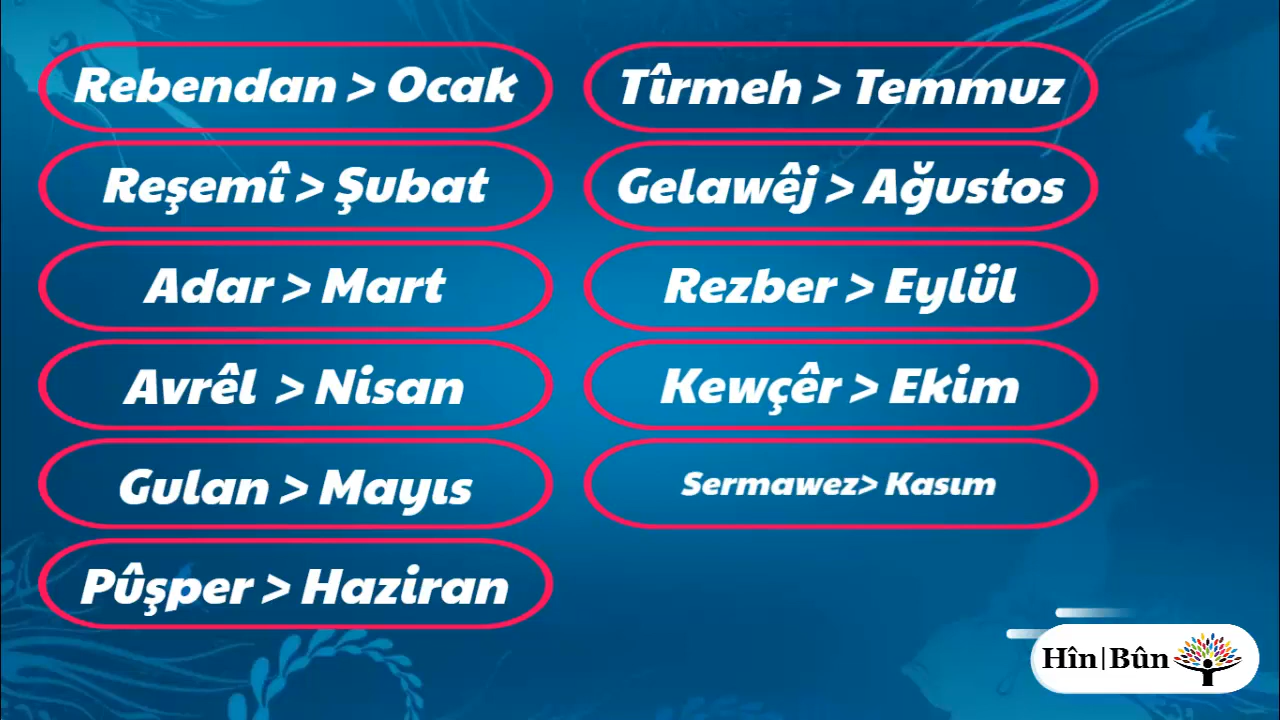 Rebendan > Ocak
Reşemî > Şubat
Adar > Mart
Avrêl > Nisan
Gulan > Mayıs
Pûşper > Haziran
Tîrmeh > Temmuz
Gelawêj > Ağustos
Rezber > Eylül
Kewçêr > Ekim
Sermawez> Kasım
Hîn|Bûn